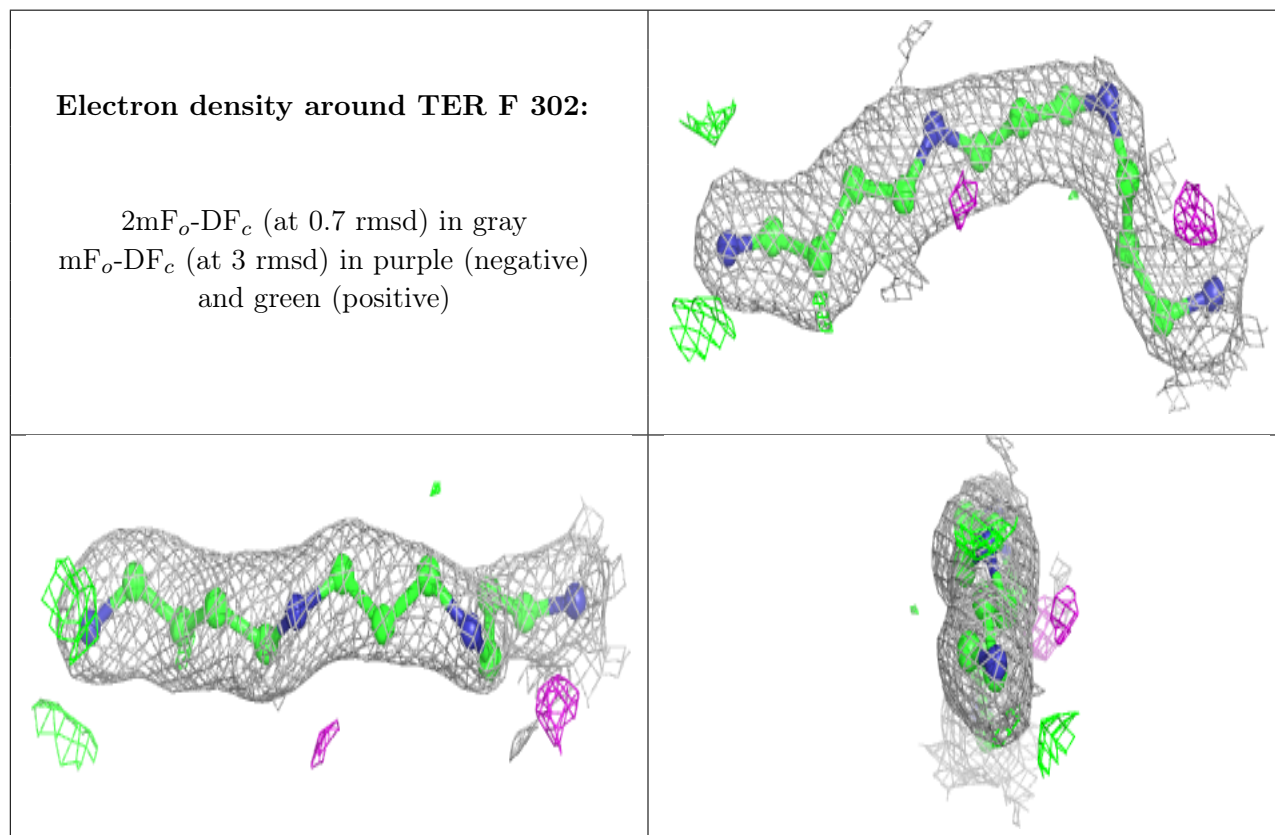 Electron density around TER F 302:
2mFo-DFc (at 0.7 rmsd) in gray
mFo-DFc (at 3 rmsd) in purple (negative)
and green (positive)